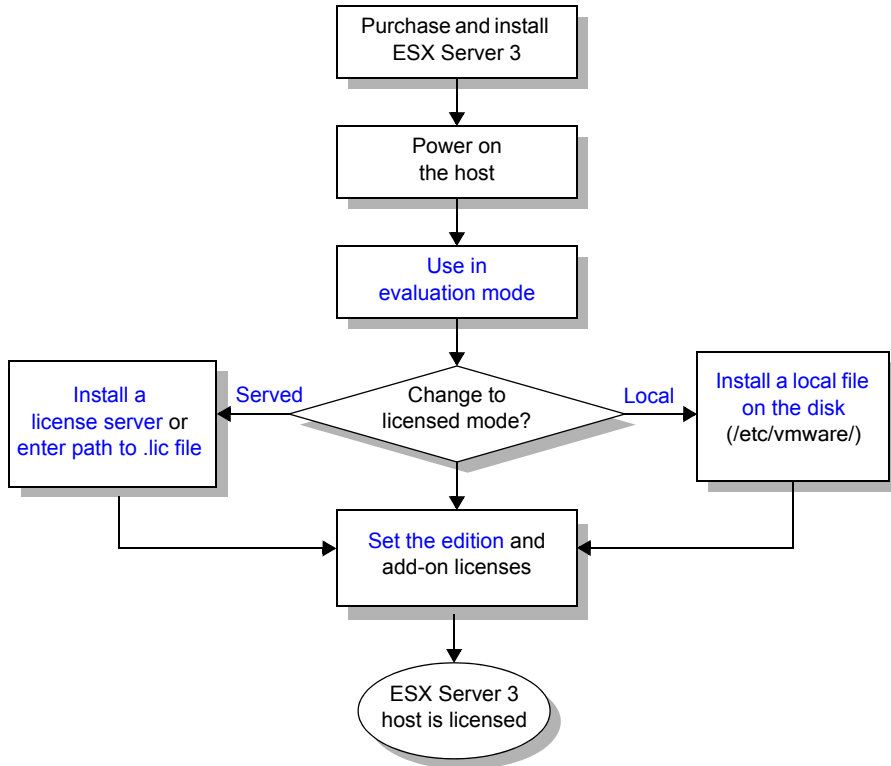 Purchase and install
ESX Server 3
Power on
the host
Use in
evaluation mode
Install a
license server or
enter path to .lic file
Served
Change to
licensed mode?
Local
Install a local file
on the disk
(/etc/vmware/)
Set the edition and
add-on licenses
ESX Server 3
host is licensed